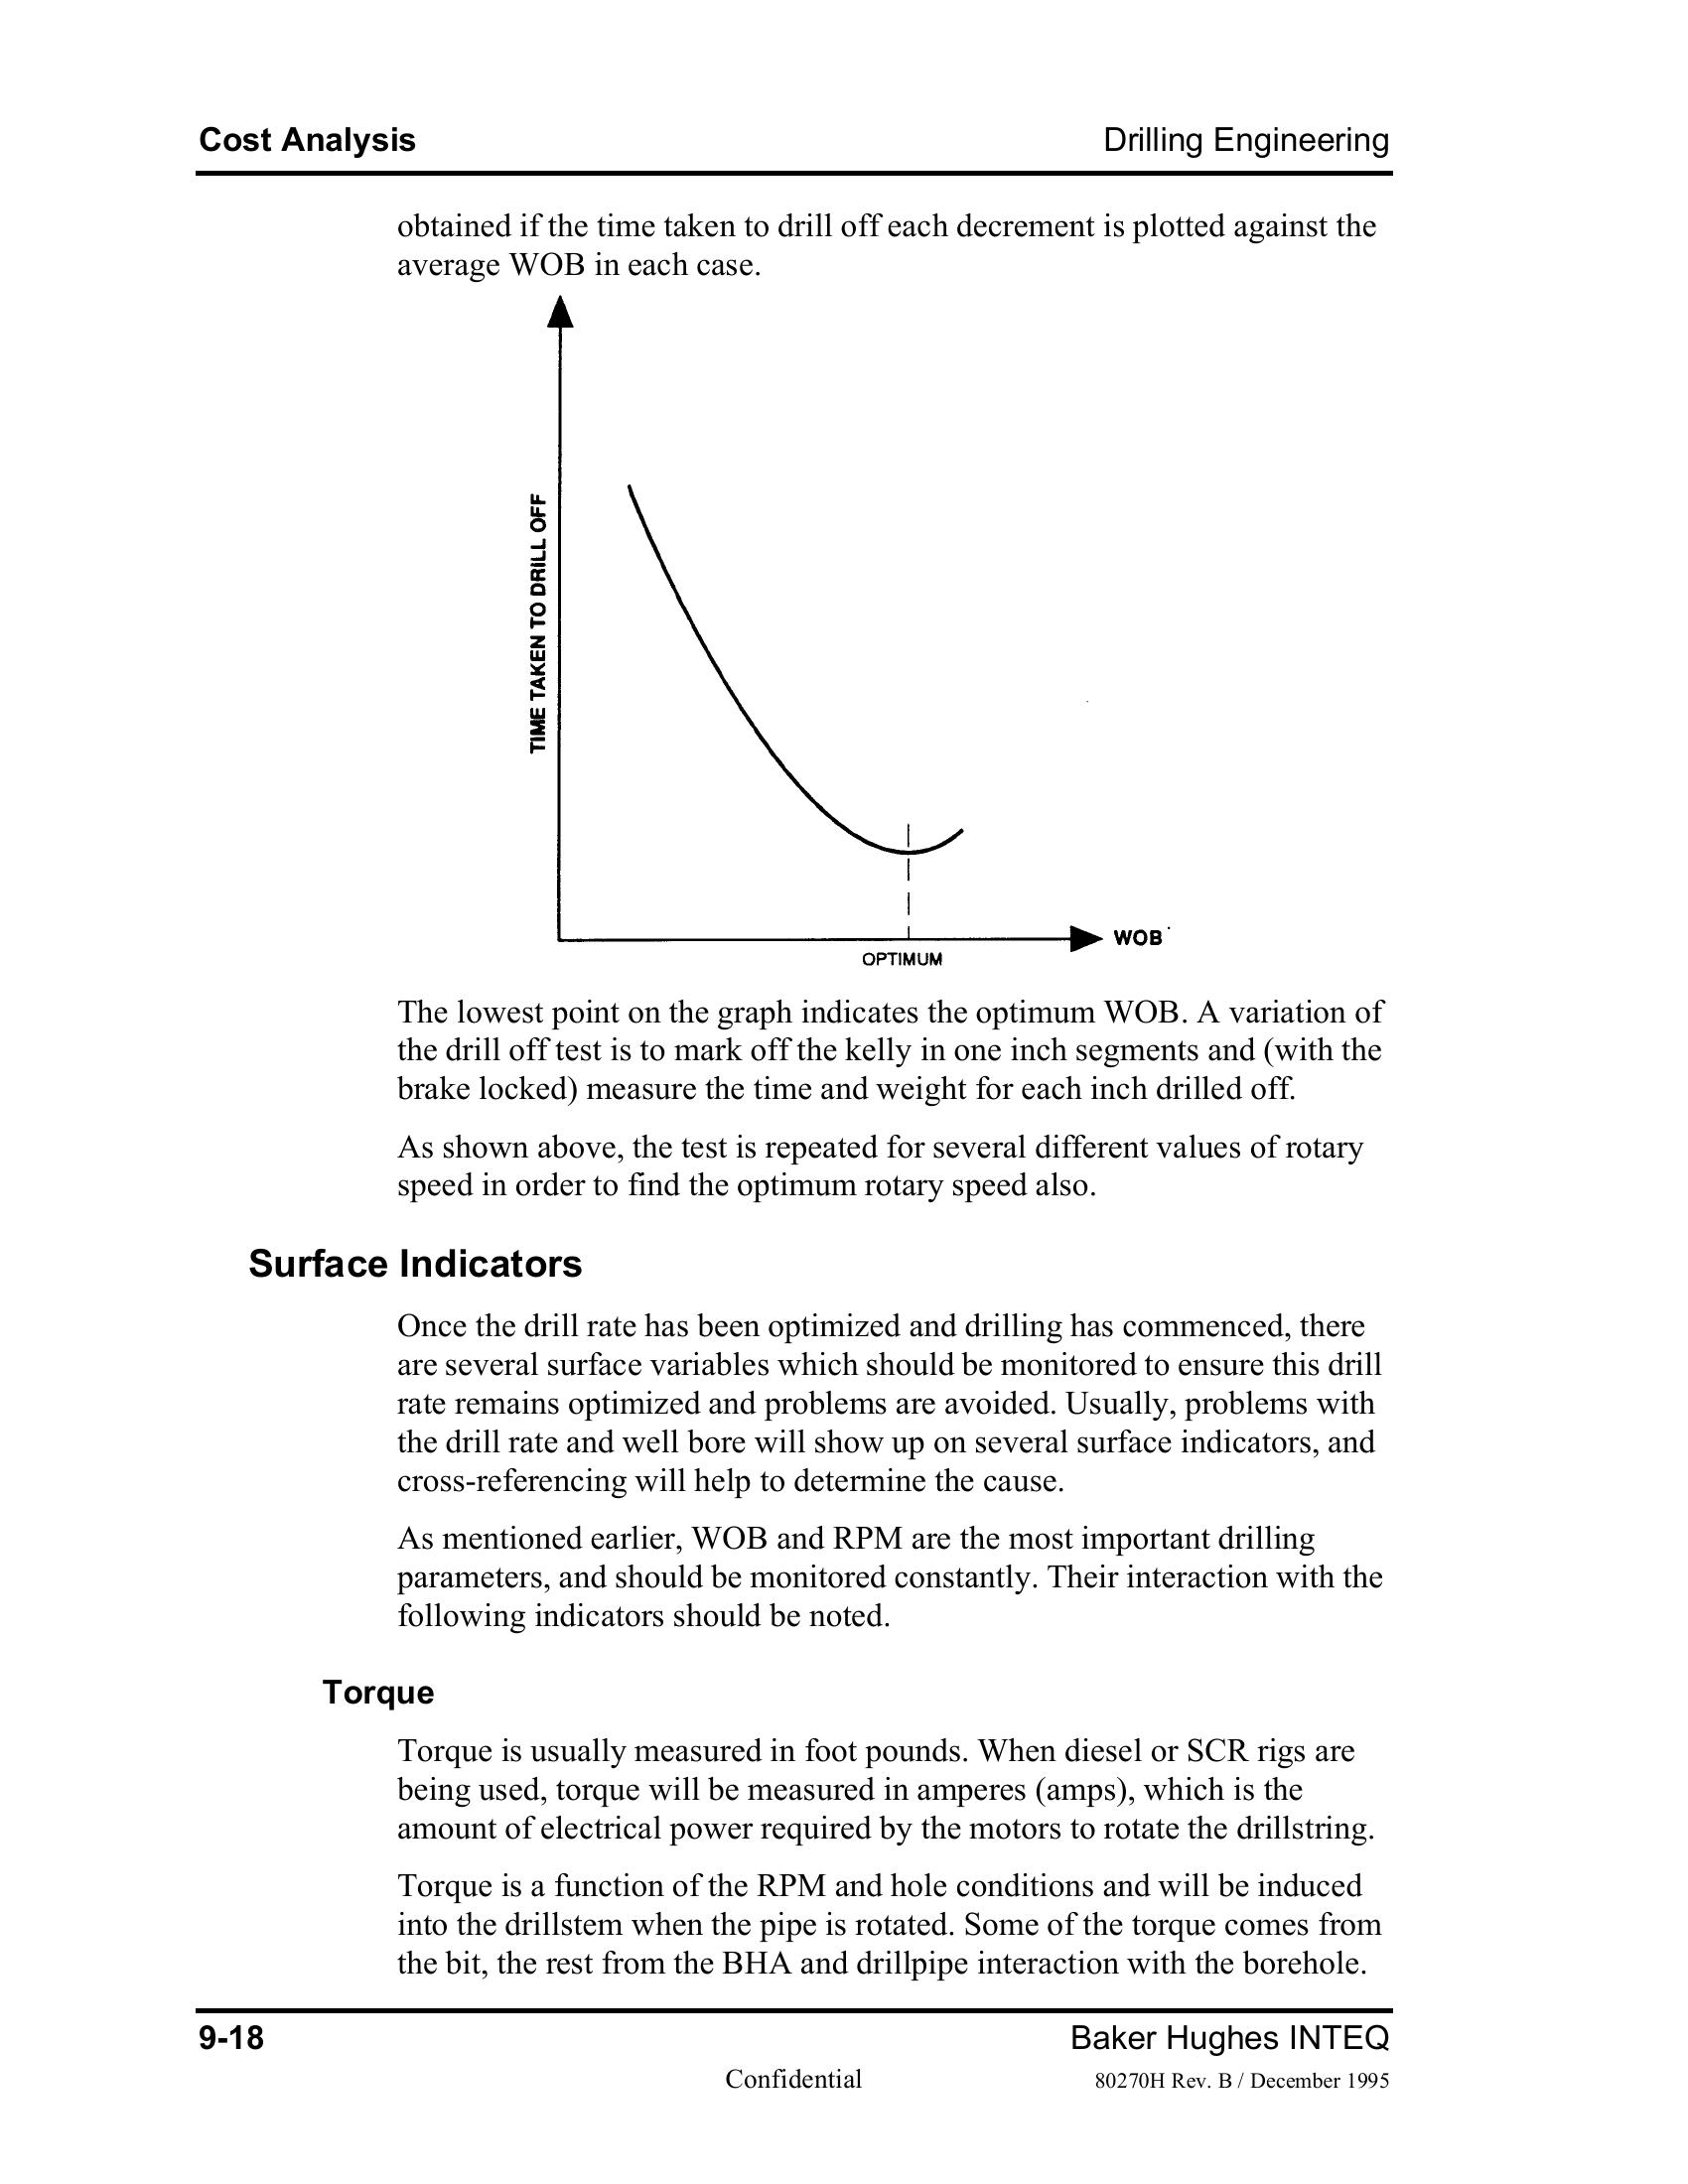 Cost Analysis Drilling Engineering
obtained if the time taken to drill off each decrement is plotted against the
average WOB in each case.
TIME TAKEN TO DRILL OFF
WOB
OPTIMUM
The lowest point on the graph indicates the optimum WOB. A variation of
the drill off test is to mark off the kelly in one inch segments and (with the
brake locked) measure the time and weight for each inch drilled off.
As shown above, the test is repeated for several different values of rotary
speed in order to find the optimum rotary speed also.
Surface Indicators
Once the drill rate has been optimized and drilling has commenced, there
are several surface variables which should be monitored to ensure this drill
rate remains optimized and problems are avoided. Usually, problems with
the drill rate and well bore will show up on several surface indicators, and
cross-referencing will help to determine the cause.
As mentioned earlier, WOB and RPM are the most important drilling
parameters, and should be monitored constantly. Their interaction with the
following indicators should be noted.
Torque
Torque is usually measured in foot pounds. When diesel or SCR rigs are
being used, torque will be measured in amperes (amps), which is the
amount of electrical power required by the motors to rotate the drillstring.
Torque is a function of the RPM and hole conditions and will be induced
into the drillstem when the pipe is rotated. Some of the torque comes from
the bit, the rest from the BHA and drillpipe interaction with the borehole.
9-18 Baker Hughes INTEQ
Confidential 80270H Rev. B / December 1995